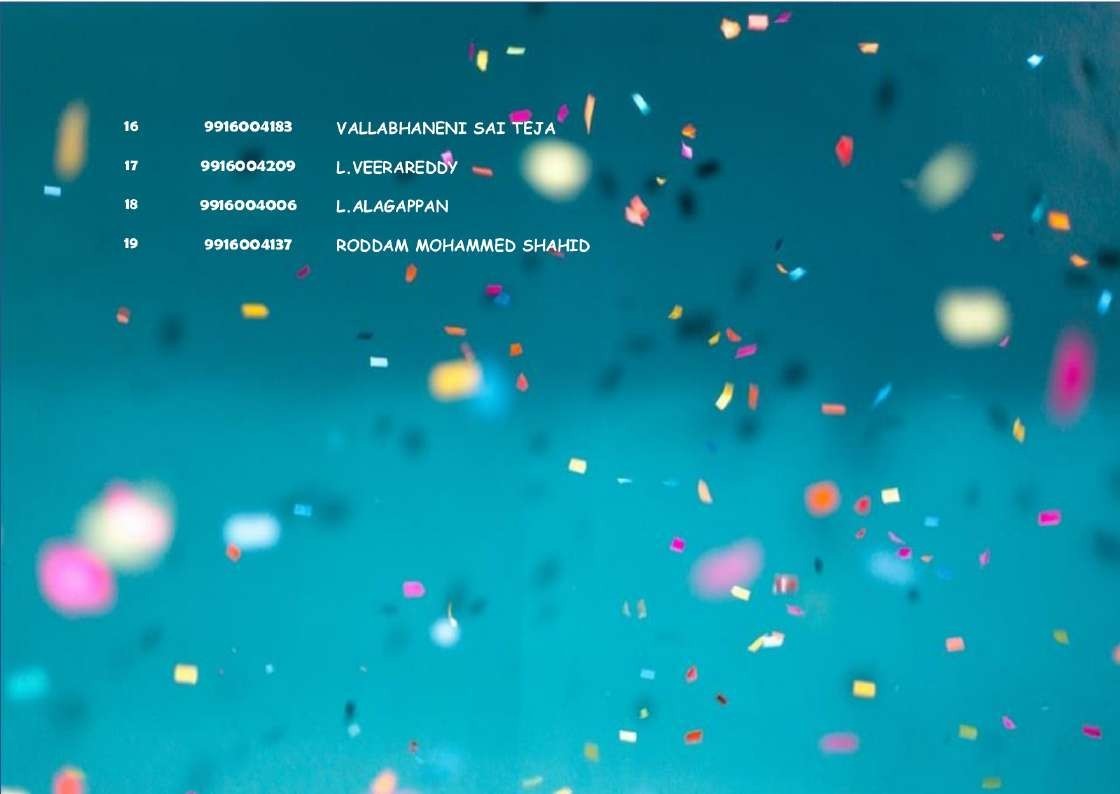 16 9916004183 VALLABHANENI SAI TEJA
17 9916004209 L.VEERAREDDY
18 9916004006 L.ALAGAPPAN
19 9916004137 RODDAM MOHAMMED SHAHID